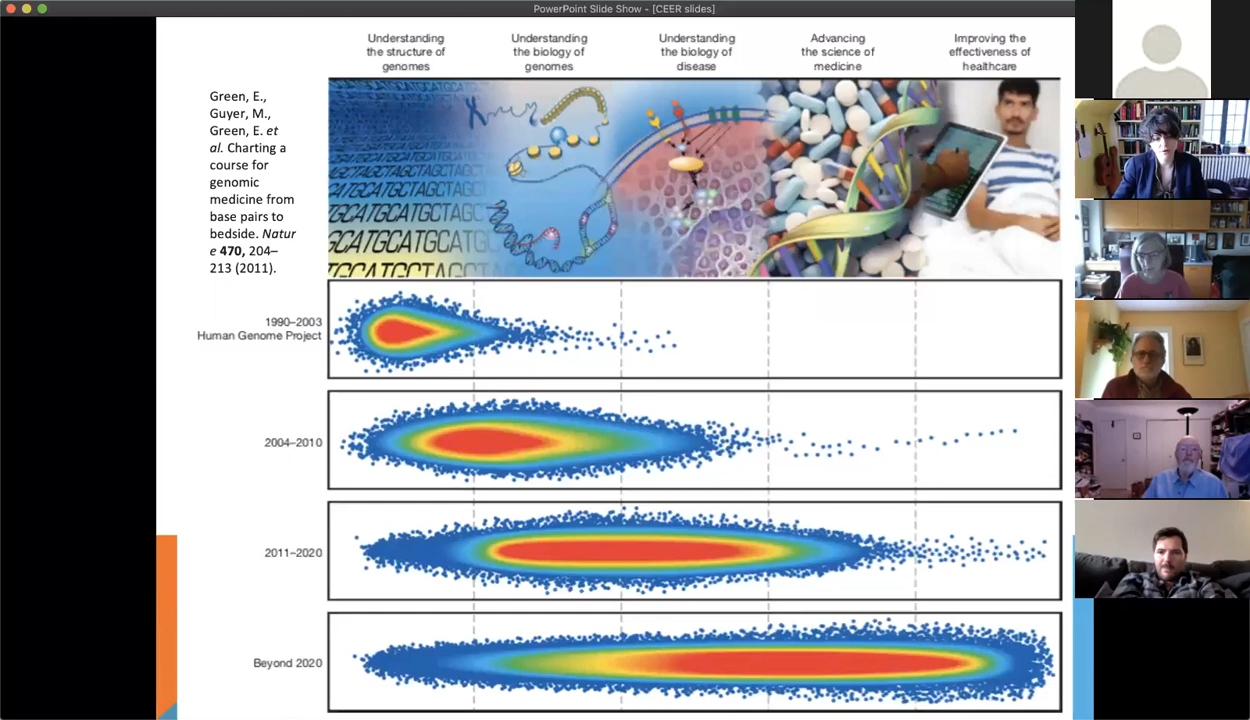 PowerPoint Slide Show - [CEER slides]
Understanding
the structure of
genomes
Understanding
the biology of
genomes
Understanding
the biology of
disease
Advancing
the science of
medicine
Improving the
effectiveness of
healthcare
Green, E.,
Guyer, M.,
Green, E. et
al. Charting a
course for
genomic
medicine from
base pairs to
bedside. Natur
e 470, 204–
213 (2011).
1990–2003
Human Genome Project
2004–2010
2011–2020
Beyond 2020